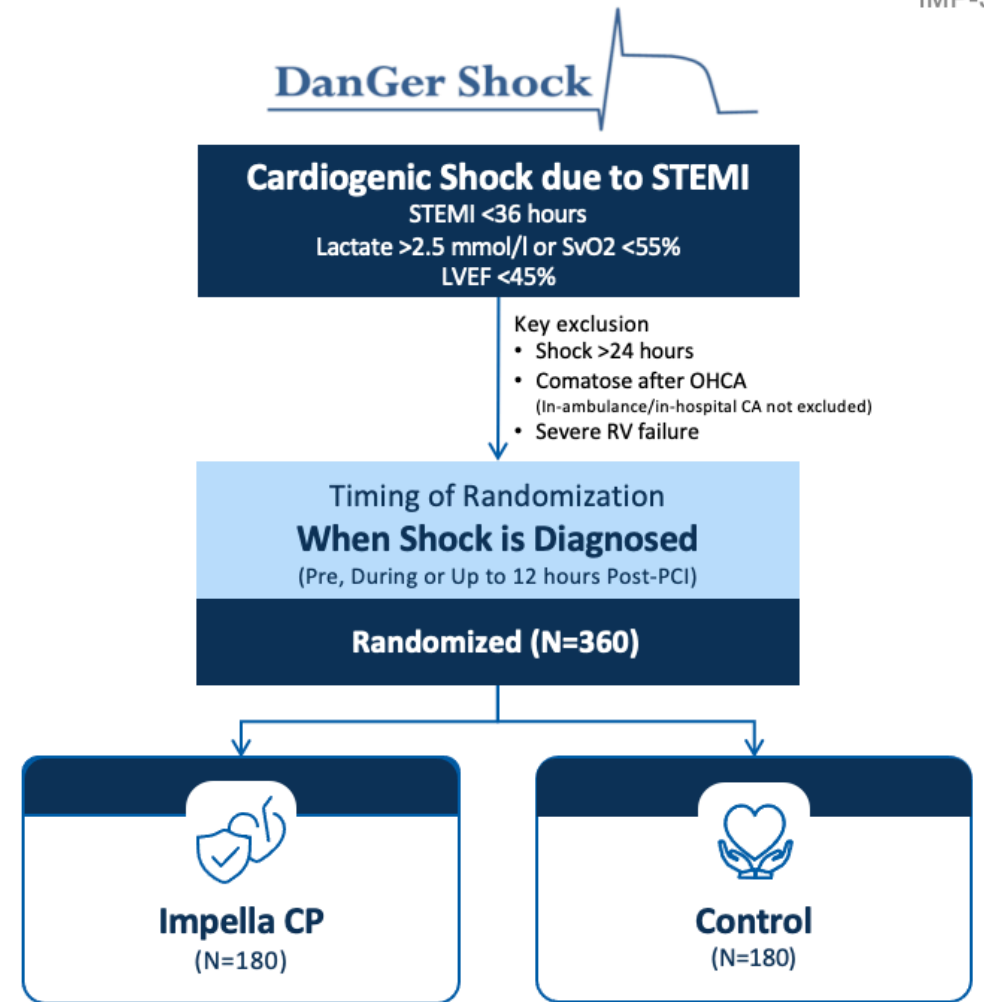 DanGer Shock
Cardiogenic Shock due to STEMI
STEMI <36 hours
Lactate >2.5 mmol/l or SvO2 <55%
LVEF <45%
Key exclusion
• Shock >24 hours
• Comatose after OHCA
(In-ambulance/in-hospital CA not excluded)
• Severe RV failure
Timing of Randomization
When Shock is Diagnosed
(Pre, During or Up to 12 hours Post-PCI)
Randomized (N=360)
Impella CP
(N=180)
Control
(N=180)